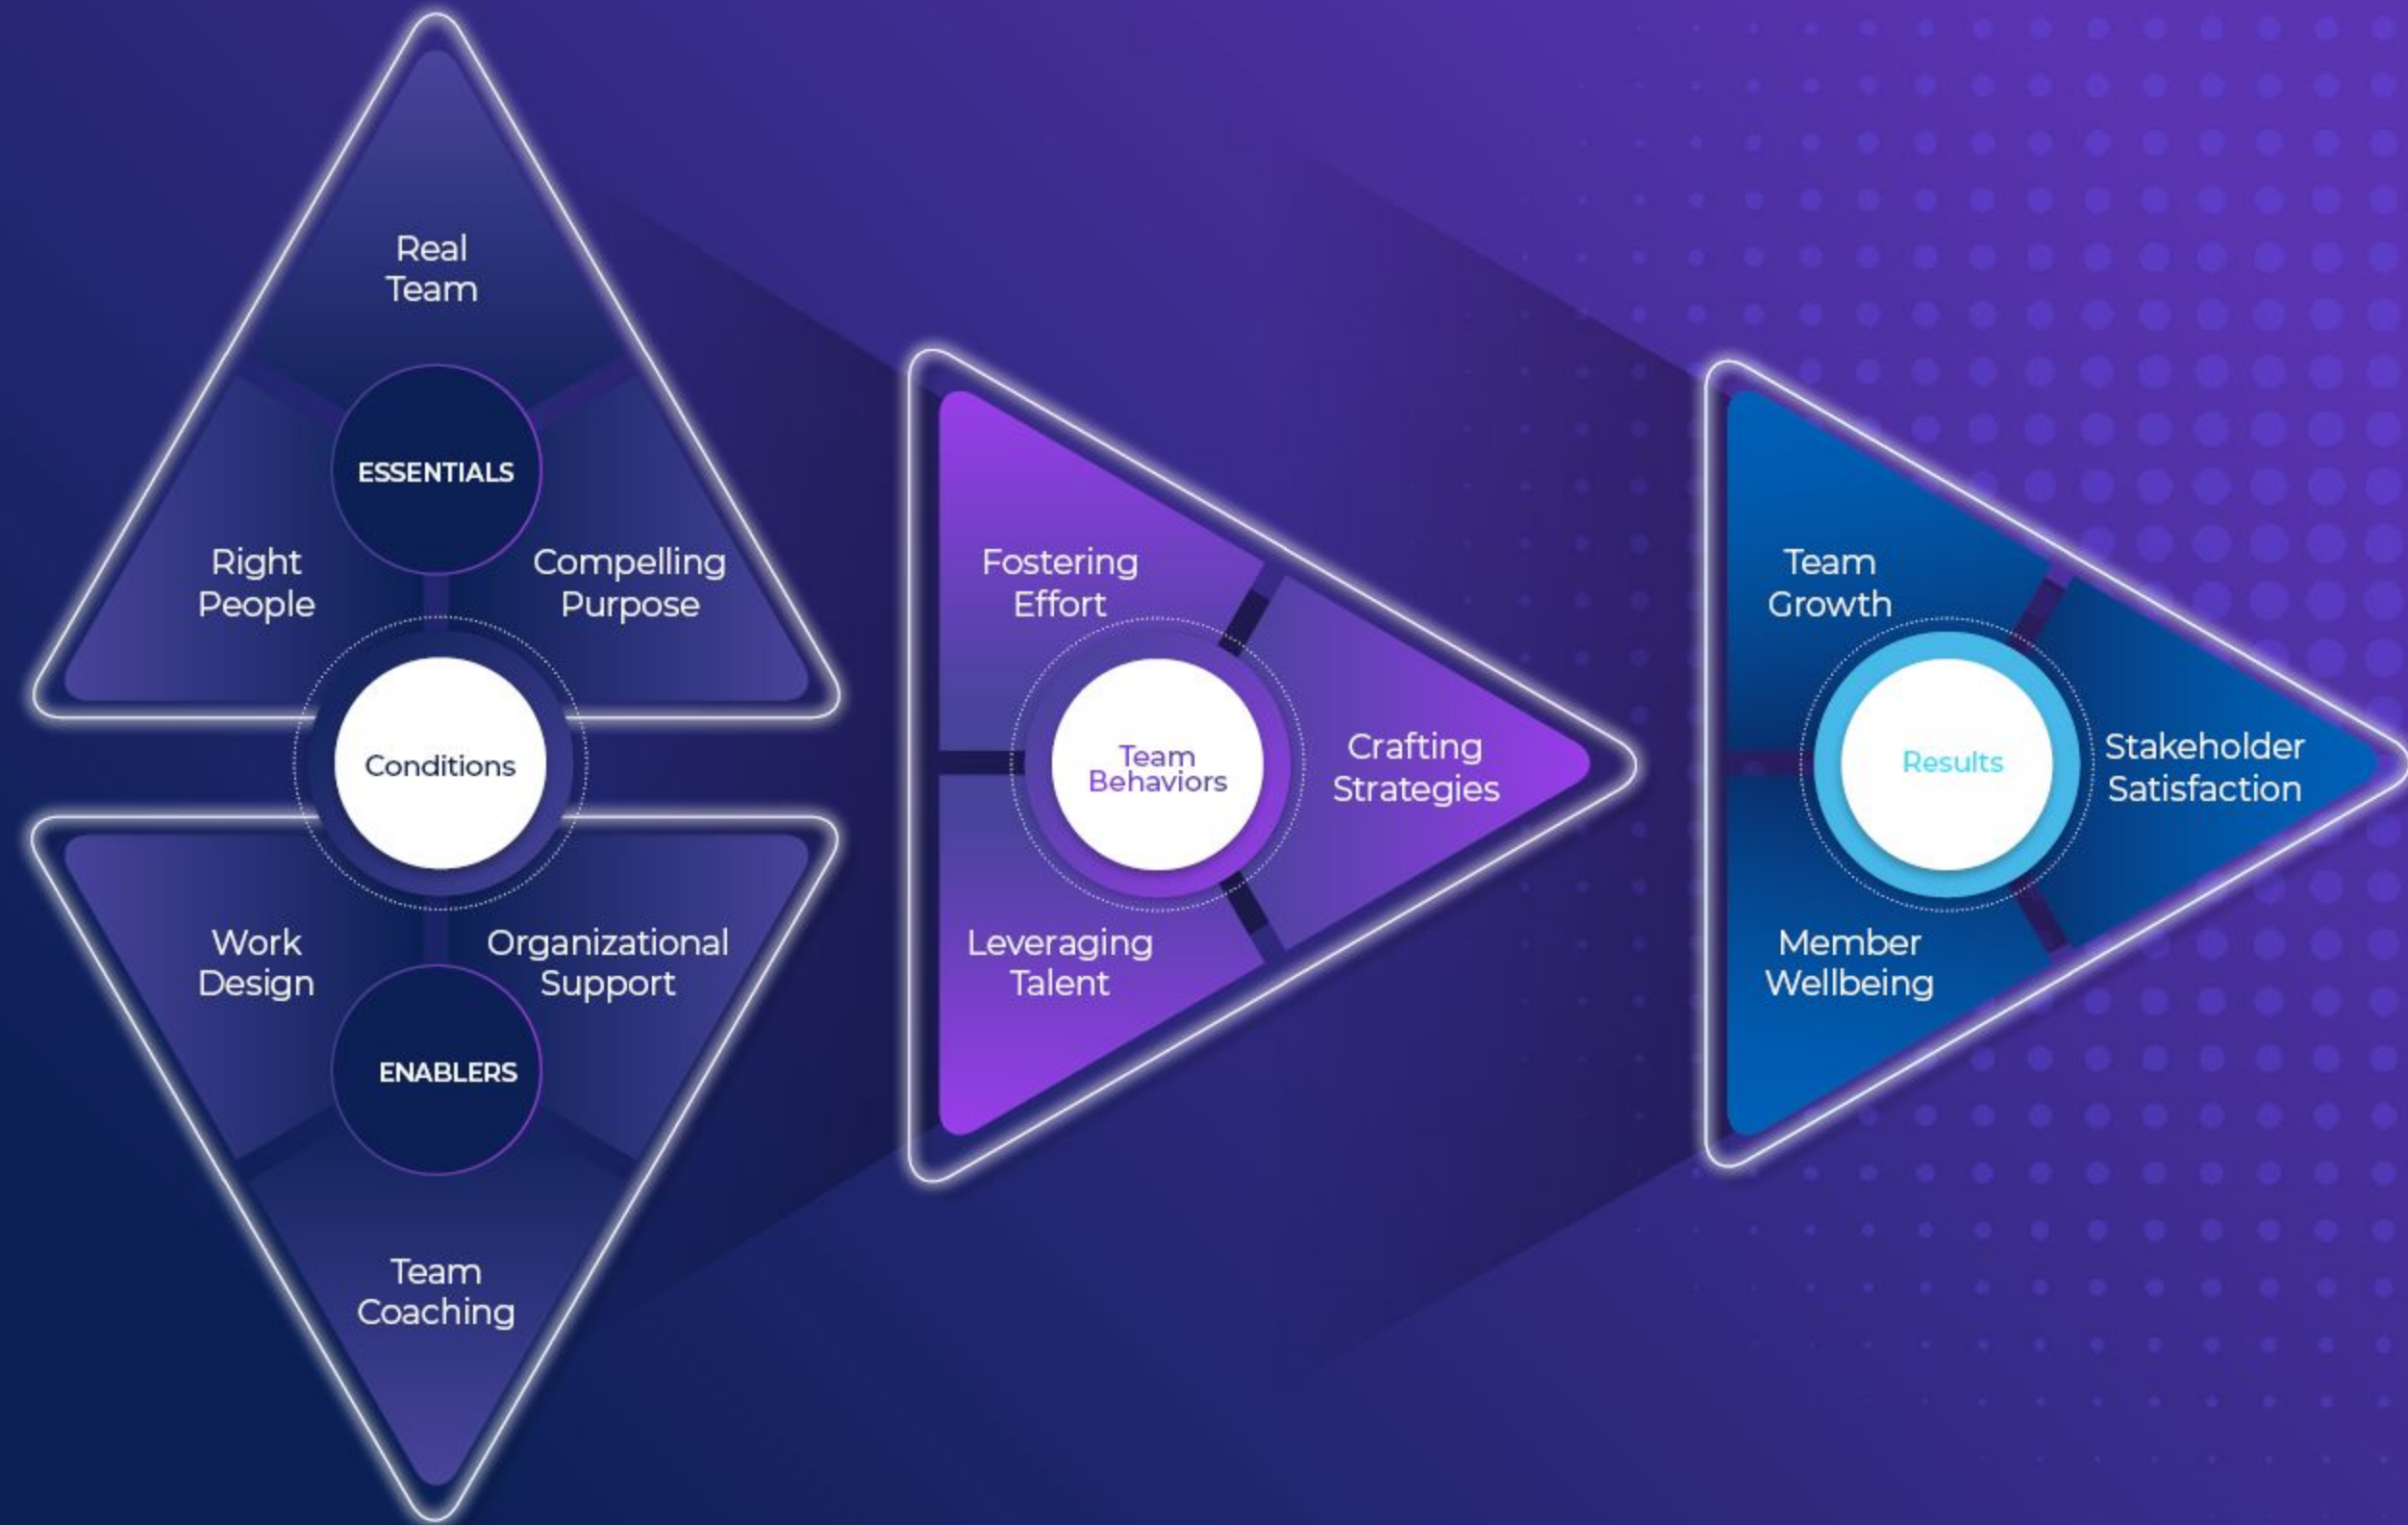 Real
Team
ESSENTIALS
Right
People
Compelling
Purpose
Conditions
Work
Design
Organizational
Support
ENABLERS
Team
Coaching
Fostering
Effort
Team
Behaviors
Crafting
Strategies
Leveraging
Talent
Team
Growth
Results
Stakeholder
Satisfaction
Member
Wellbeing